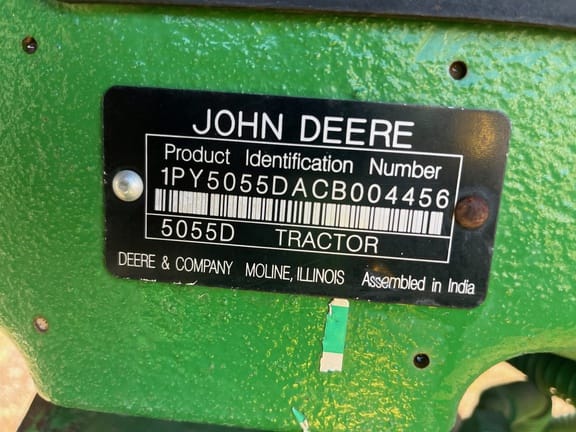 JOHN DEERE
Product Identification Number
1PY5055DACB004456
5055D TRACTOR
DEERE & COMPANY MOLINE, ILLINOIS Assembled in India